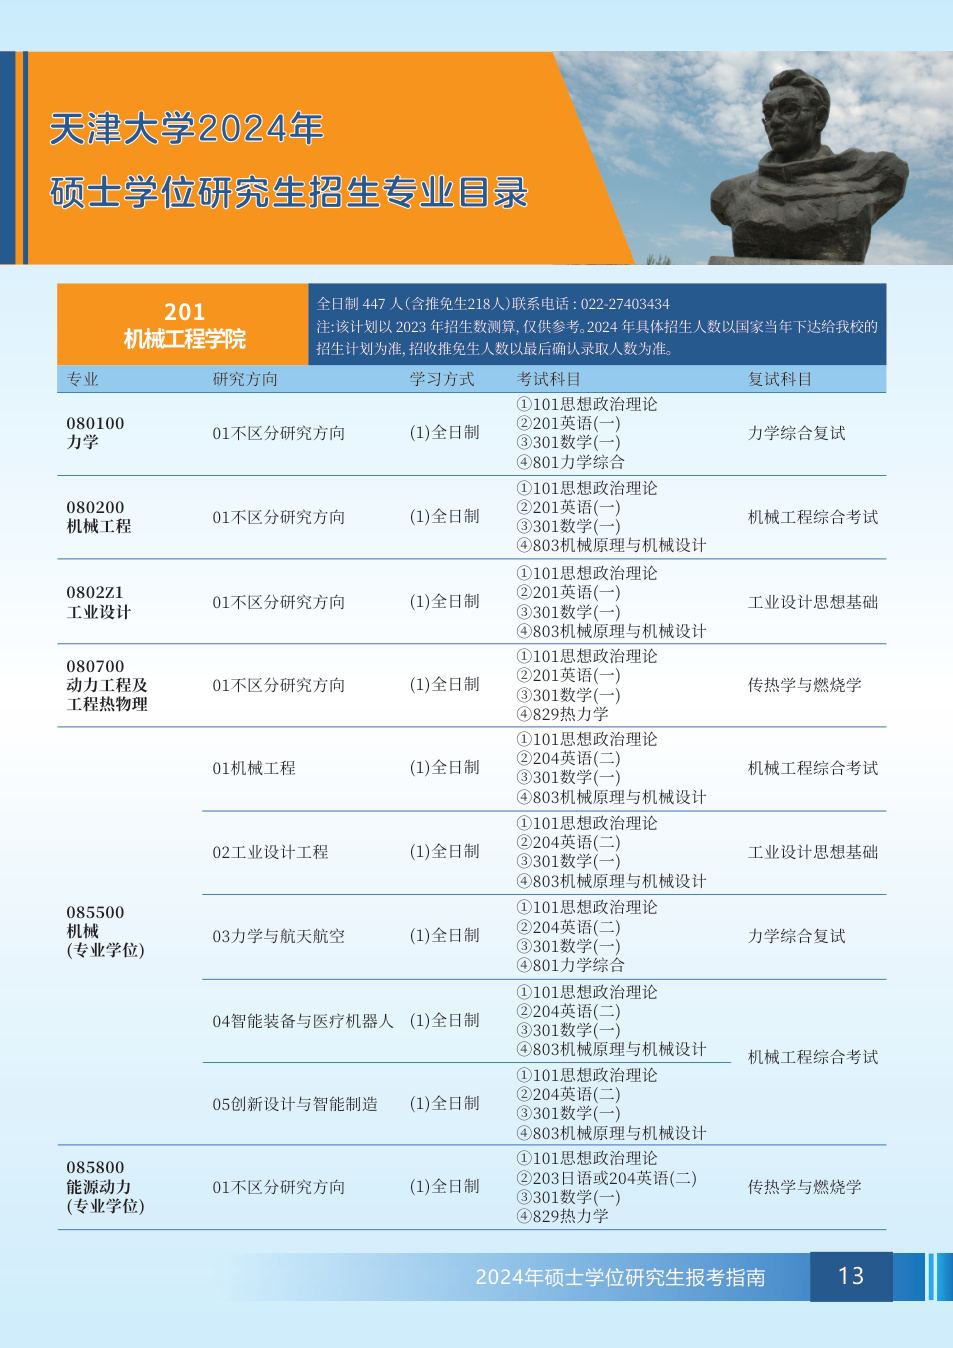 天津大学2024年
硕士学位研究生招生专业目录
201
机械工程学院
全日制 447 人（含推免生218人）联系电话：022-27403434
注：该计划以 2023 年招生数测算，仅供参考。2024 年具体招生人数以国家当年下达给我校的
招生计划为准，招收推免生人数以最后确认录取人数为准。
专业 研究方向 学习方式 考试科目 复试科目
080100
力学
01不区分研究方向
(1)全日制
①101思想政治理论
②201英语(一)
③301数学(一)
④801力学综合
力学综合复试
080200
机械工程
01不区分研究方向
(1)全日制
①101思想政治理论
②201英语(一)
③301数学(一)
④803机械原理与机械设计
机械工程综合考试
0802Z1
工业设计
01不区分研究方向
(1)全日制
①101思想政治理论
②201英语(一)
③301数学(一)
④803机械原理与机械设计
工业设计思想基础
080700
动力工程及
工程热物理
01不区分研究方向
(1)全日制
①101思想政治理论
②201英语(一)
③301数学(一)
④829热力学
传热学与燃烧学
085500
机械
(专业学位)
01机械工程
(1)全日制
①101思想政治理论
②204英语(二)
③301数学(一)
④803机械原理与机械设计
机械工程综合考试
02工业设计工程
(1)全日制
①101思想政治理论
②204英语(二)
③301数学(一)
④803机械原理与机械设计
工业设计思想基础
03力学与航天航空
(1)全日制
①101思想政治理论
②204英语(二)
③301数学(一)
④801力学综合
力学综合复试
04智能装备与医疗机器人
(1)全日制
①101思想政治理论
②204英语(二)
③301数学(一)
④803机械原理与机械设计
机械工程综合考试
05创新设计与智能制造
(1)全日制
①101思想政治理论
②204英语(二)
③301数学(一)
④803机械原理与机械设计
085800
能源动力
(专业学位)
01不区分研究方向
(1)全日制
①101思想政治理论
②203日语或204英语(二)
③301数学(一)
④829热力学
传热学与燃烧学
2024年硕士学位研究生报考指南
13